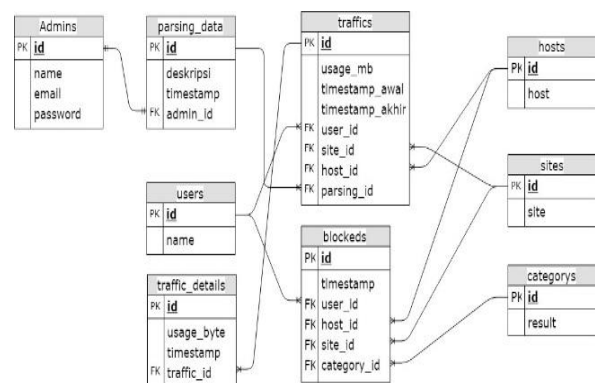 Admins
PK id
name
email
password
parsing_data
PK id
deskripsi
timestamp
FK admin_id
traffics
PK id
usage_mb
timestamp_awal
timestamp_akhir
FK user_id
FK site_id
FK host_id
FK parsing_id
hosts
PK id
host
users
PK id
name
sites
PK id
site
traffic_details
PK id
usage_byte
timestamp
FK traffic_id
blockeds
PK id
timestamp
FK user_id
FK host_id
FK site_id
FK category_id
categorys
PK id
result